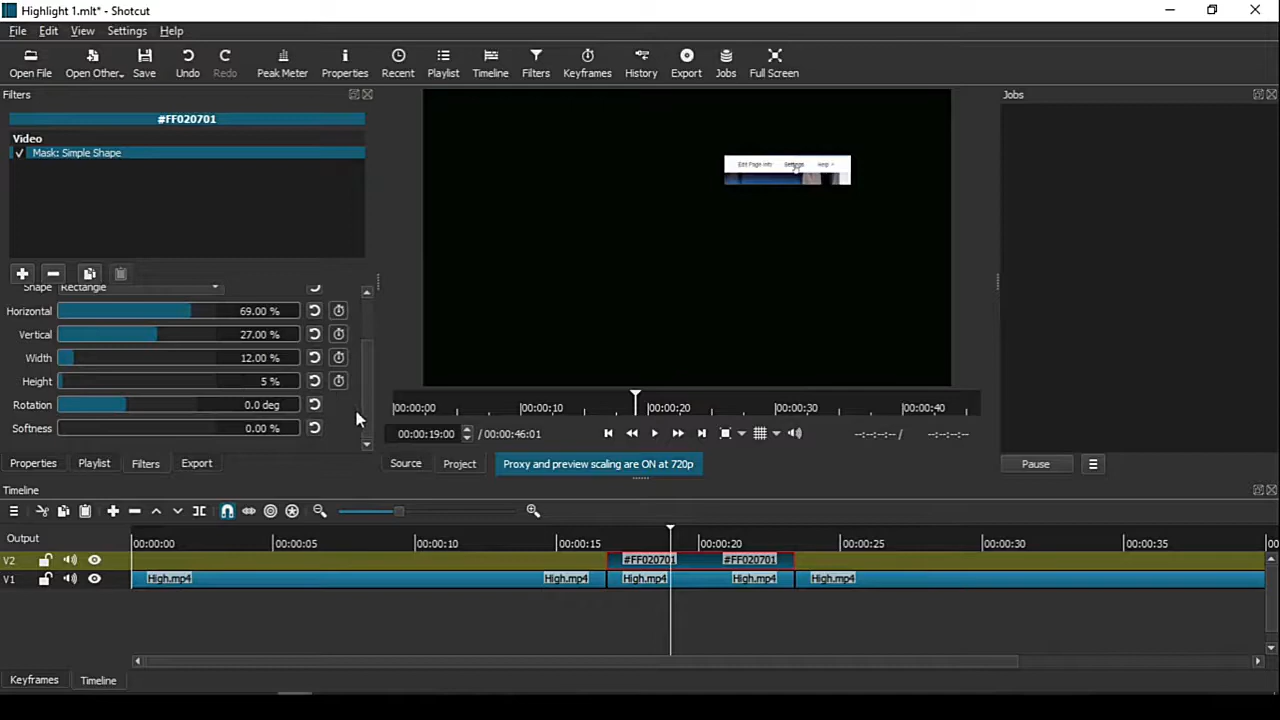 Highlight 1.mlt* - Shotcut
File Edit View Settings Help
Open File Open Other.. Save Undo Redo Peak Meter Properties Recent Playlist Timeline Filters Keyframes History Export Jobs Full Screen
Filters
Jobs
#FF020701
Video
✓ Mask: Simple Shape
Edit Page Info Settings Help
Shape Rectangle
Horizontal 69.00 %
Vertical 27.00 %
Width 12.00 %
Height 5 %
Rotation 0.0 deg
Softness 0.00 %
00:00:00 00:00:10 00:00:20 00:00:30 00:00:40
00:00:19:00 / 00:00:46:01 --:--:--:-- / --:--:--:--
Properties Playlist Filters Export
Source Project Proxy and preview scaling are ON at 720p
Pause
Timeline
Output 00:00:00 00:00:05 00:00:10 00:00:15 00:00:20 00:00:25 00:00:30 00:00:35 00
V2 #FF020701 #FF020701
V1 High.mp4 High.mp4 High.mp4 High.mp4 High.mp4
Keyframes Timeline